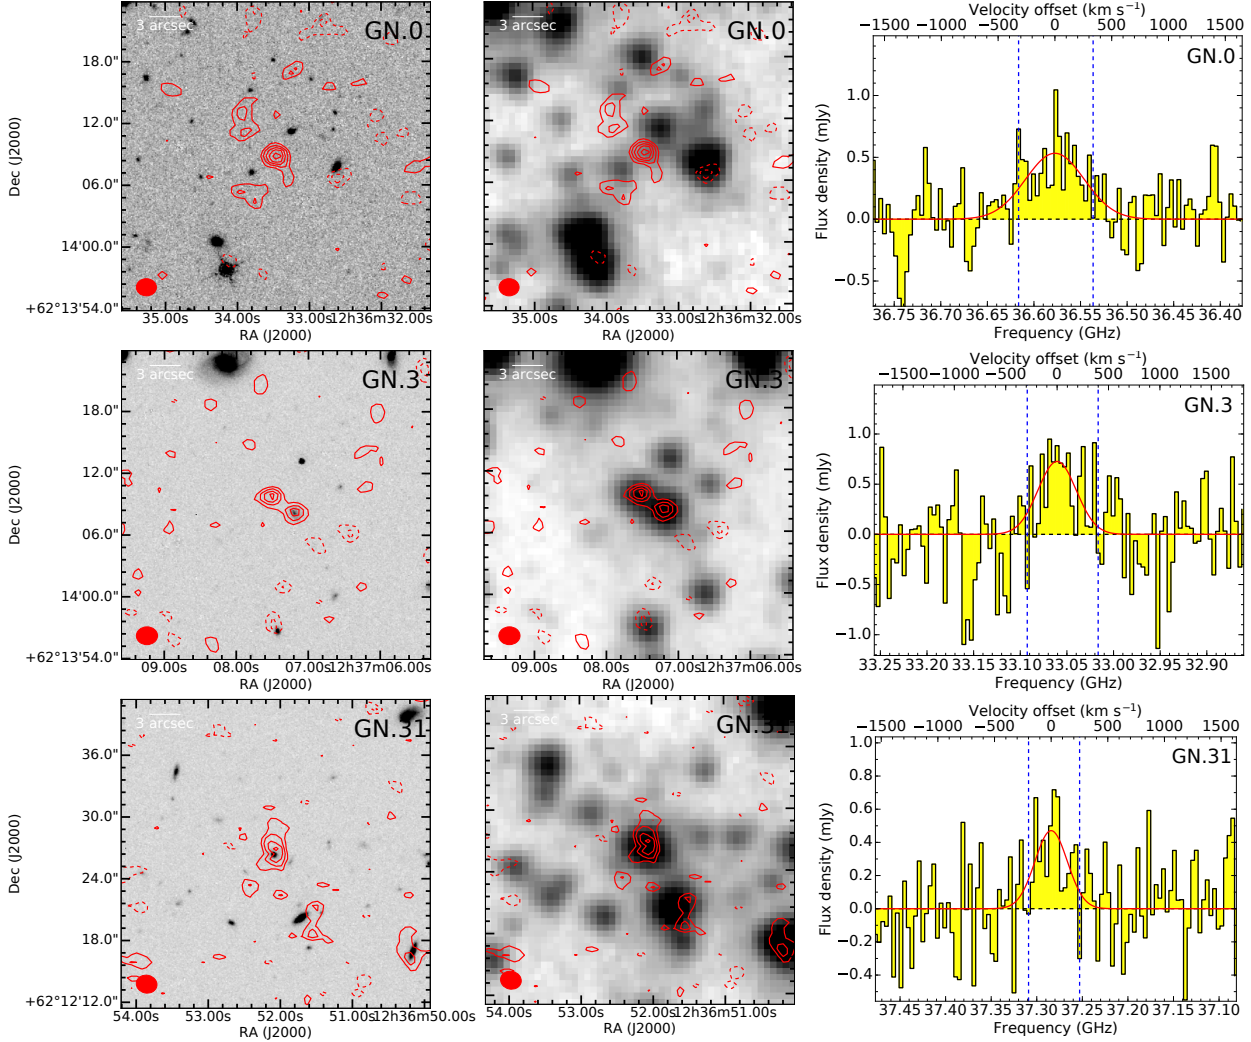 3 arcsec
GN.0
18.0"
12.0"
06.0"
14'00.0"
+62°13'54.0"
Dec (J2000)
35.00s 34.00s 33.00s 12h36m32.00s
RA (J2000)
3 arcsec
GN.0
35.00s 34.00s 33.00s 12h36m32.00s
RA (J2000)
Velocity offset (km s⁻¹)
−1500 −1000 −500 0 500 1000 1500
GN.0
1.0
0.5
0.0
−0.5
Flux density (mJy)
36.75 36.70 36.65 36.60 36.55 36.50 36.45 36.40
Frequency (GHz)
3 arcsec
GN.3
18.0"
12.0"
06.0"
14'00.0"
+62°13'54.0"
Dec (J2000)
09.00s 08.00s 07.00s 12h37m06.00s
RA (J2000)
3 arcsec
GN.3
09.00s 08.00s 07.00s 12h37m06.00s
RA (J2000)
Velocity offset (km s⁻¹)
−1500 −1000 −500 0 500 1000 1500
GN.3
1.0
0.5
0.0
−0.5
−1.0
Flux density (mJy)
33.25 33.20 33.15 33.10 33.05 33.00 32.95 32.90
Frequency (GHz)
3 arcsec
GN.31
36.0"
30.0"
24.0"
18.0"
+62°12'12.0"
Dec (J2000)
54.00s 53.00s 52.00s 51.00s 12h36m50.00s
RA (J2000)
3 arcsec
GN.31
54.00s 53.00s 52.00s 51.00s 12h36m50.00s
RA (J2000)
Velocity offset (km s⁻¹)
−1500 −1000 −500 0 500 1000 1500
GN.31
1.0
0.8
0.6
0.4
0.2
0.0
−0.2
−0.4
Flux density (mJy)
37.45 37.40 37.35 37.30 37.25 37.20 37.15 37.10
Frequency (GHz)